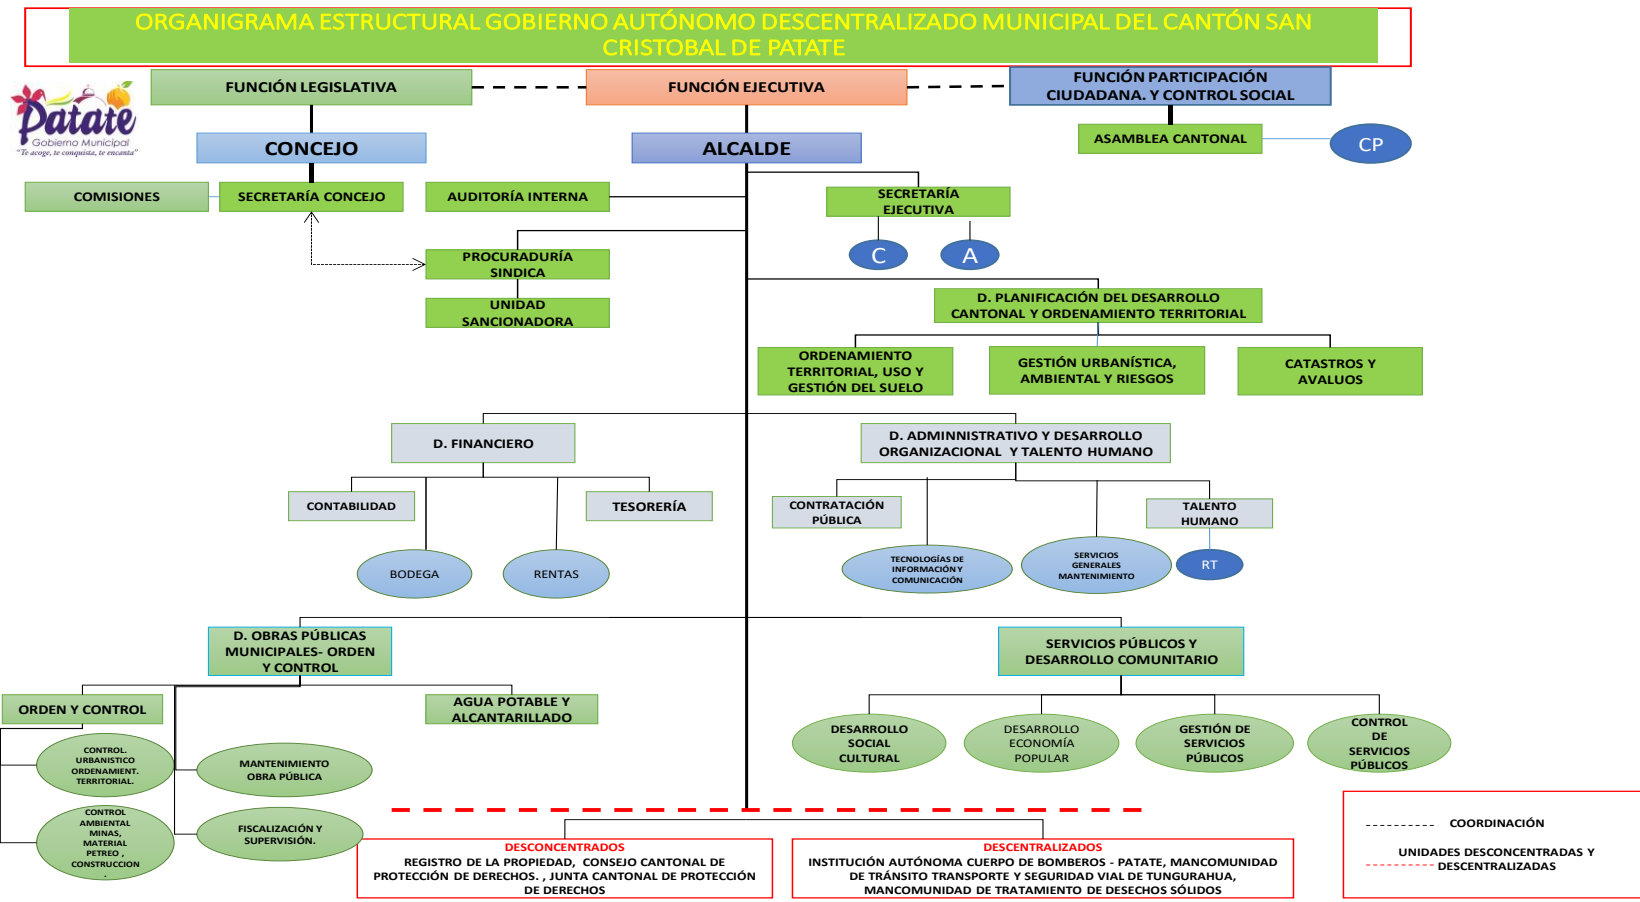 ORGANIGRAMA ESTRUCTURAL GOBIERNO AUTÓNOMO DESCENTRALIZADO MUNICIPAL DEL CANTÓN SAN
CRISTOBAL DE PATATE
Patate
Gobierno Municipal
"Te acoge, te conquista, te encanta"
FUNCIÓN LEGISLATIVA
FUNCIÓN EJECUTIVA
FUNCIÓN PARTICIPACIÓN
CIUDADANA. Y CONTROL SOCIAL
CONCEJO
ALCALDE
ASAMBLEA CANTONAL
CP
COMISIONES
SECRETARÍA CONCEJO
AUDITORÍA INTERNA
SECRETARÍA
EJECUTIVA
C
A
PROCURADURÍA
SINDICA
UNIDAD
SANCIONADORA
D. PLANIFICACIÓN DEL DESARROLLO
CANTONAL Y ORDENAMIENTO TERRITORIAL
ORDENAMIENTO
TERRITORIAL, USO Y
GESTIÓN DEL SUELO
GESTIÓN URBANÍSTICA,
AMBIENTAL Y RIESGOS
CATASTROS Y
AVALUOS
D. FINANCIERO
D. ADMINNISTRATIVO Y DESARROLLO
ORGANIZACIONAL Y TALENTO HUMANO
CONTABILIDAD
TESORERÍA
CONTRATACIÓN
PÚBLICA
TALENTO
HUMANO
BODEGA
RENTAS
TECNOLOGÍAS DE
INFORMACIÓN Y
COMUNICACIÓN
SERVICIOS
GENERALES
MANTENIMIENTO
RT
D. OBRAS PÚBLICAS
MUNICIPALES- ORDEN
Y CONTROL
SERVICIOS PÚBLICOS Y
DESARROLLO COMUNITARIO
ORDEN Y CONTROL
AGUA POTABLE Y
ALCANTARILLADO
CONTROL.
URBANISTICO
ORDENAMIENT.
TERRITORIAL.
MANTENIMIENTO
OBRA PÚBLICA
CONTROL
AMBIENTAL
MINAS,
MATERIAL
PETREO ,
CONSTRUCCION
.
FISCALIZACIÓN Y
SUPERVISIÓN.
DESARROLLO
SOCIAL
CULTURAL
DESARROLLO
ECONOMÍA
POPULAR
GESTIÓN DE
SERVICIOS
PÚBLICOS
CONTROL
DE
SERVICIOS
PÚBLICOS
DESCONCENTRADOS
REGISTRO DE LA PROPIEDAD, CONSEJO CANTONAL DE
PROTECCIÓN DE DERECHOS. , JUNTA CANTONAL DE PROTECCIÓN
DE DERECHOS
DESCENTRALIZADOS
INSTITUCIÓN AUTÓNOMA CUERPO DE BOMBEROS - PATATE, MANCOMUNIDAD
DE TRÁNSITO TRANSPORTE Y SEGURIDAD VIAL DE TUNGURAHUA,
MANCOMUNIDAD DE TRATAMIENTO DE DESECHOS SÓLIDOS
COORDINACIÓN
UNIDADES DESCONCENTRADAS Y
DESCENTRALIZADAS